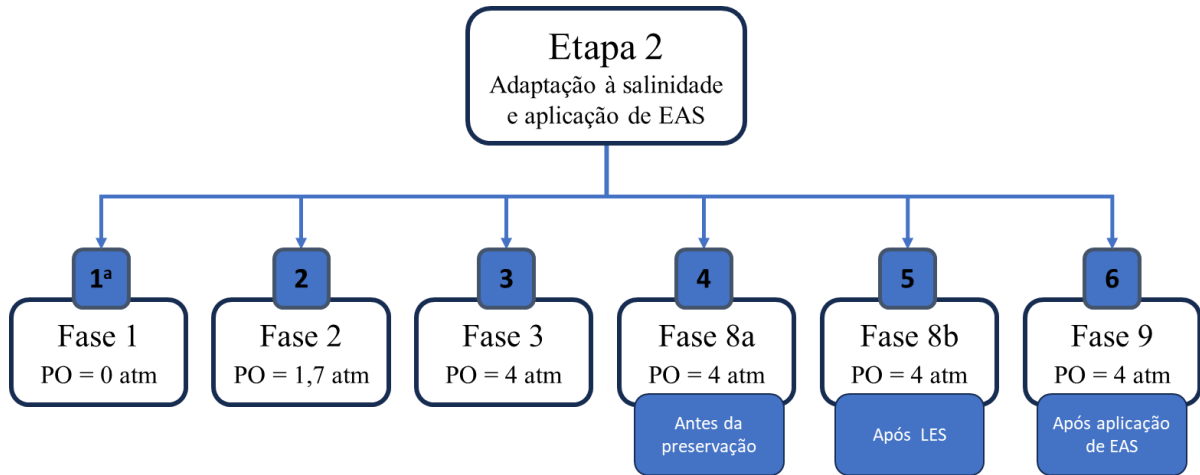 Etapa 2
Adaptação à salinidade
e aplicação de EAS
1ª
2
3
4
5
6
Fase 1
Fase 2
Fase 3
Fase 8a
Fase 8b
Fase 9
PO = 0 atm
PO = 1,7 atm
PO = 4 atm
PO = 4 atm
PO = 4 atm
PO = 4 atm
Antes da
preservação
Após LES
Após aplicação
de EAS